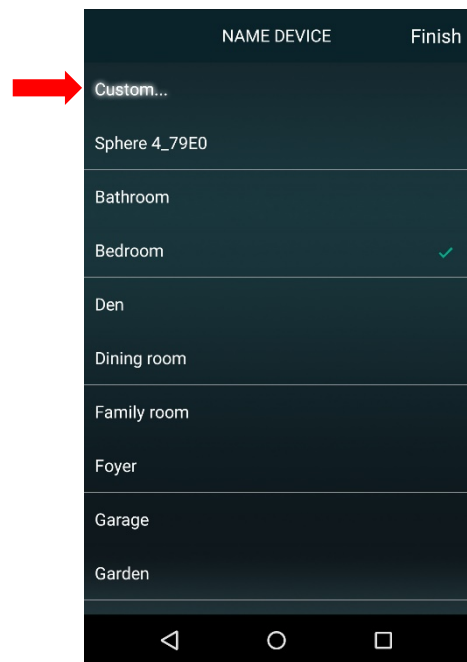 NAME DEVICE Finish
Custom...
Sphere 4_79E0
Bathroom
Bedroom
Den
Dining room
Family room
Foyer
Garage
Garden